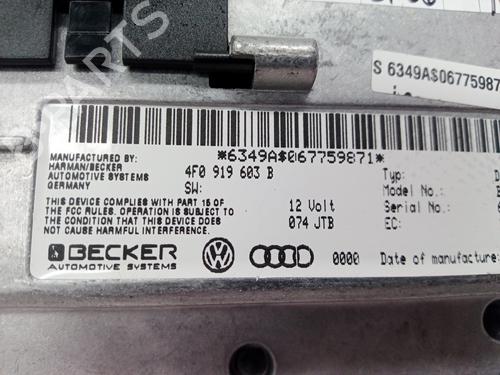 S 6349A$067759871
*6349A$067759871*
MANUFACTURED BY:
HARMAN/BECKER
AUTOMOTIVE SYSTEMS
GERMANY
4F0 919 603 B
SW:
Typ:
Model No
THIS DEVICE COMPLIES WITH PART 15 OF
THE FCC RULES. OPERATION IS SUBJECT
TO THE CONDITION THAT THIS DEVICE DOES
NOT CAUSE HARMFUL INTERFERENCE.
12 Volt
074 JTB
Serial No
EC:
BECKER
AUTOMOTIVE SYSTEMS
0000
Date of manufacture:
PARTS